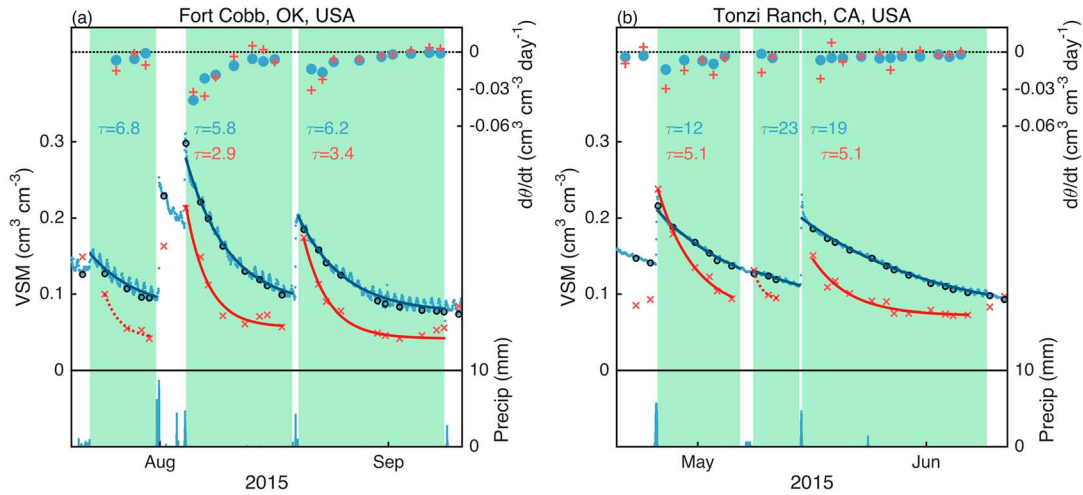 (a) Fort Cobb, OK, USA
0
-0.03
-0.06
dθ/dt (cm³ cm⁻³ day⁻¹)
τ=6.8
τ=5.8
τ=2.9
τ=6.2
τ=3.4
0.3
0.2
0.1
0
VSM (cm³ cm⁻³)
10
0
Precip (mm)
Aug
Sep
2015
(b) Tonzi Ranch, CA, USA
0
-0.03
-0.06
dθ/dt (cm³ cm⁻³ day⁻¹)
τ=12
τ=5.1
τ=23
τ=19
τ=5.1
0.3
0.2
0.1
0
VSM (cm³ cm⁻³)
10
0
Precip (mm)
May
Jun
2015